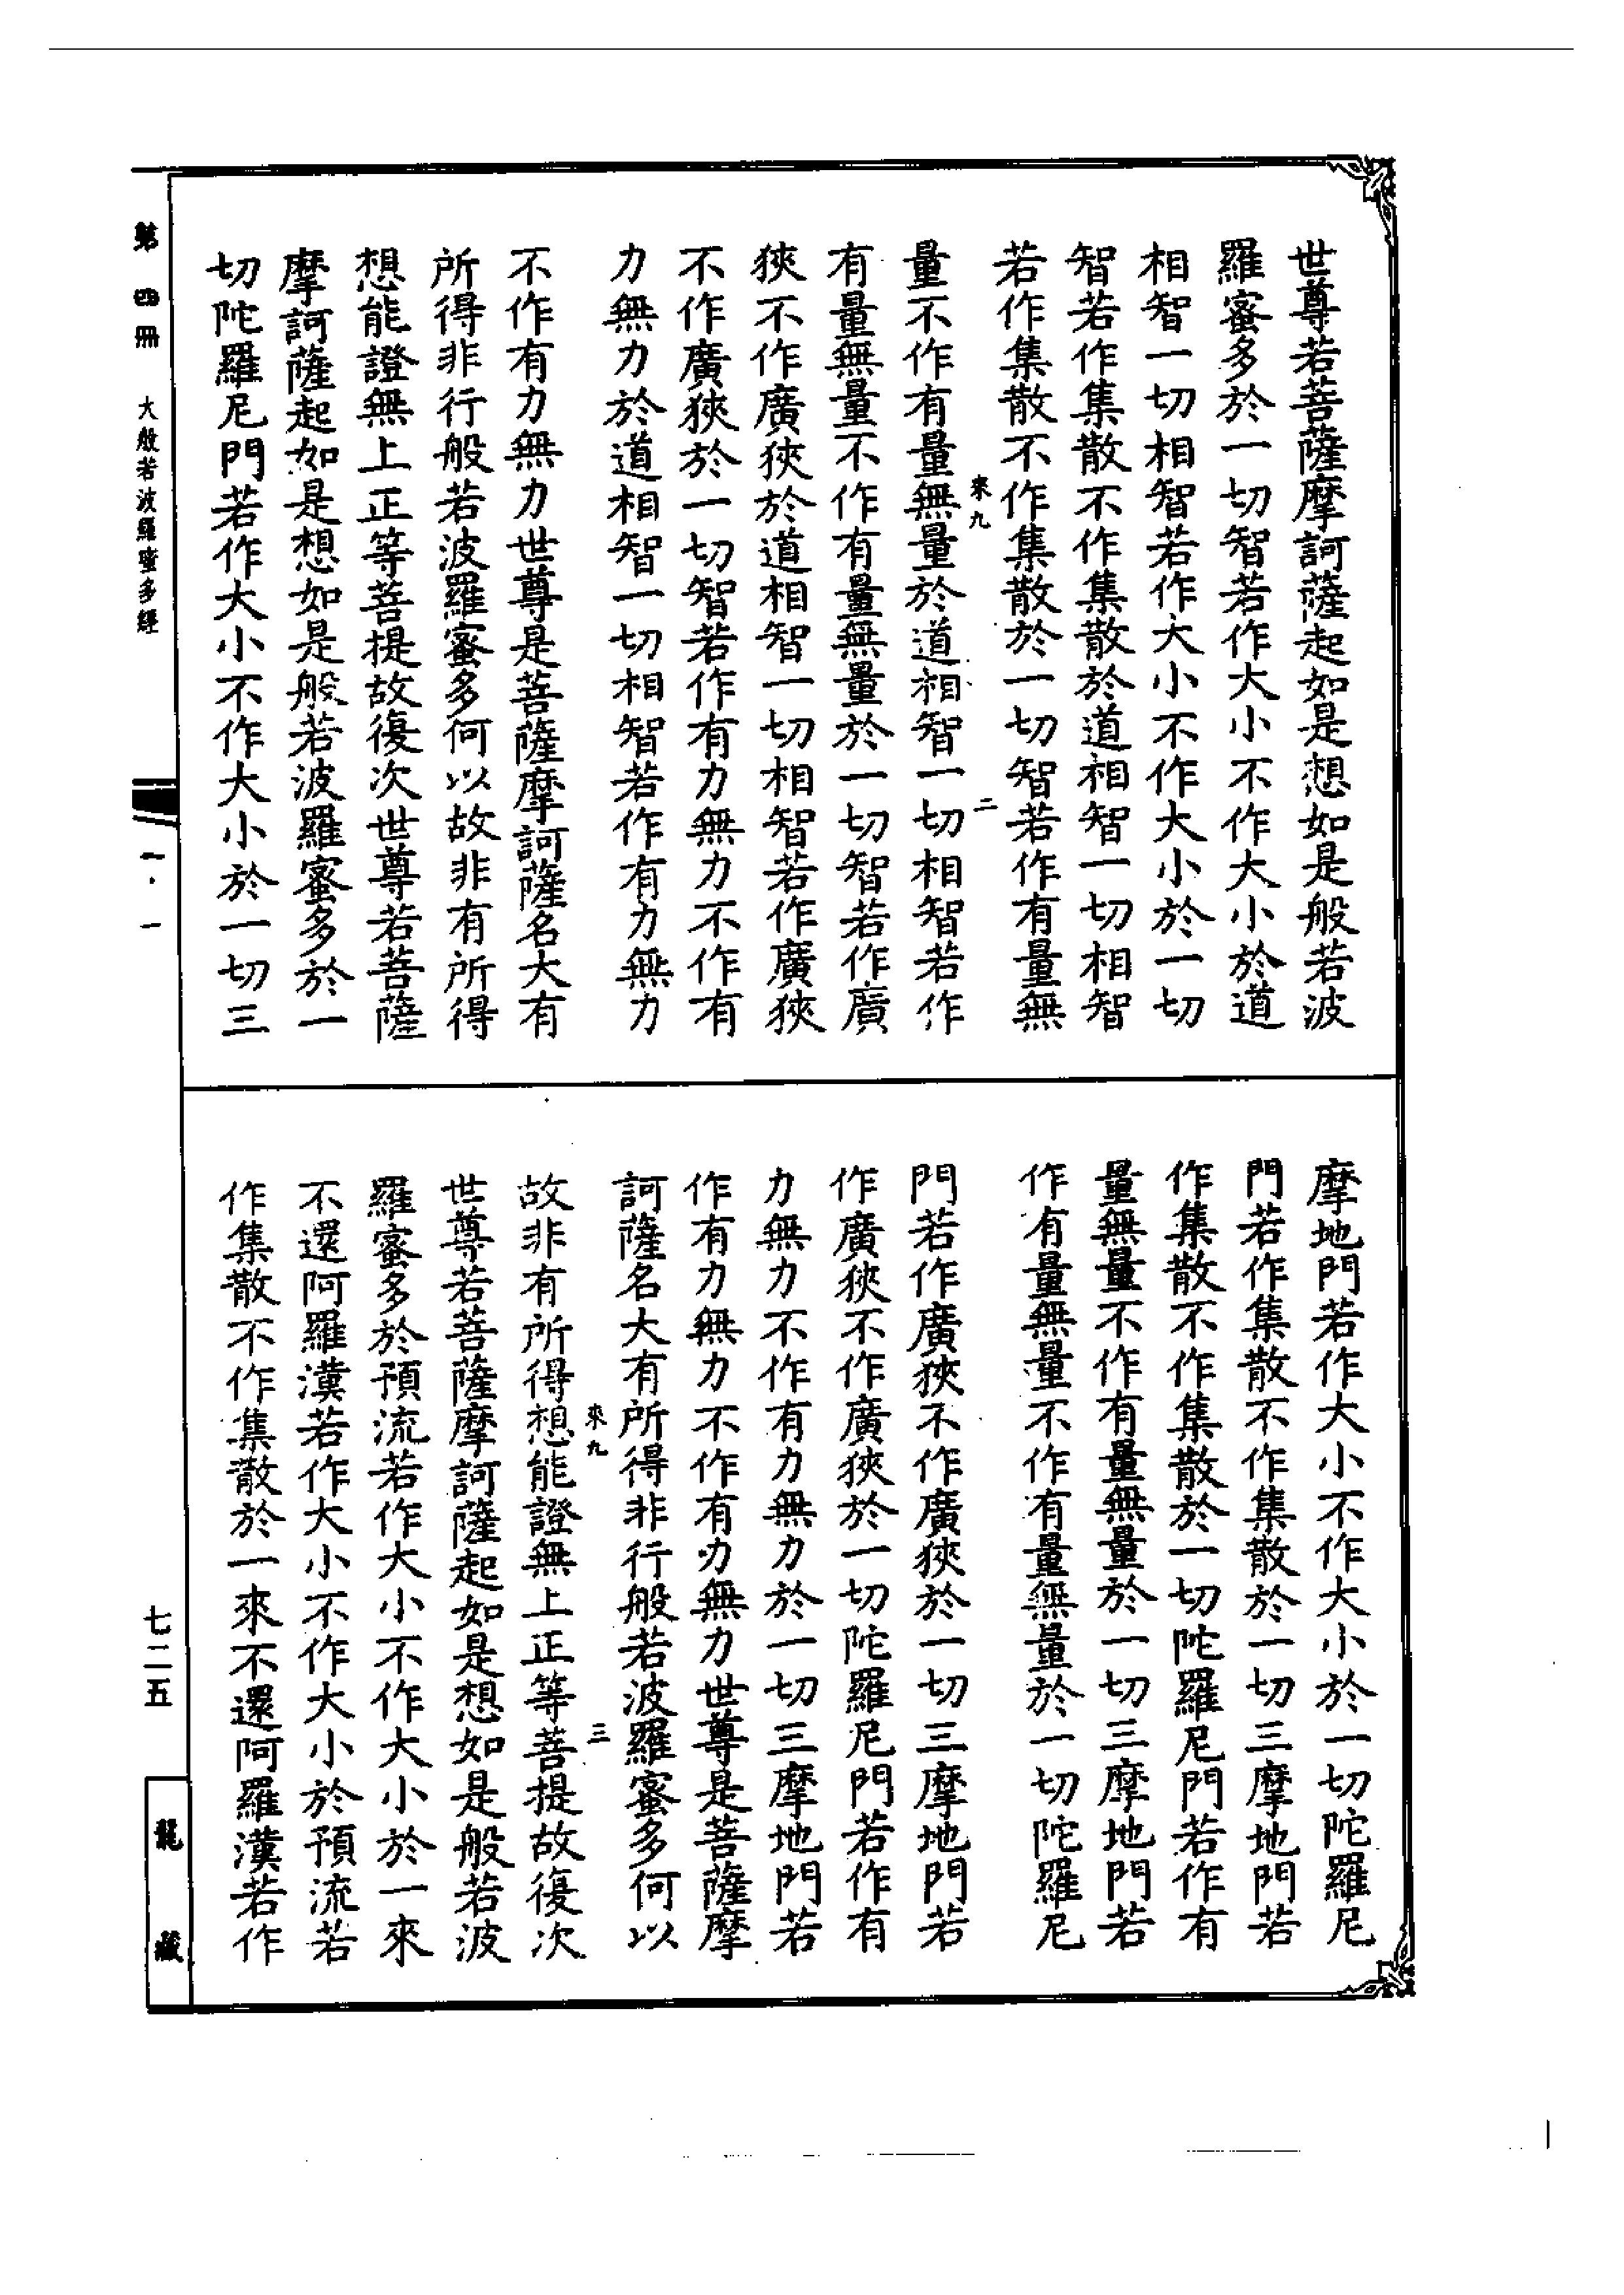 世尊若菩薩摩訶薩起如是想如是般若波
羅蜜多於一切智若作大小不作大小於道
相智一切相智若作大小不作大小於一切
智若作集散不作集散於道相智一切相智
若作集散不作集散於一切智若作有量無
來九 二
量不作有量無量於道相智一切相智若作
有量無量不作有量無量於一切智若作廣
狹不作廣狹於道相智一切相智若作廣狹
不作廣狹於一切智若作有力無力不作有
力無力於道相智一切相智若作有力無力
不作有力無力世尊是菩薩摩訶薩名大有
所得非行般若波羅蜜多何以故非有所得
想能證無上正等菩提故復次世尊若菩薩
摩訶薩起如是想如是般若波羅蜜多於一
切陀羅尼門若作大小不作大小於一切三
摩地門若作大小不作大小於一切陀羅尼
門若作集散不作集散於一切三摩地門若
作集散不作集散於一切陀羅尼門若作有
量無量不作有量無量於一切三摩地門若
作有量無量不作有量無量於一切陀羅尼
門若作廣狹不作廣狹於一切三摩地門若
作廣狹不作廣狹於一切陀羅尼門若作有
力無力不作有力無力於一切三摩地門若
作有力無力不作有力無力世尊是菩薩摩
訶薩名大有所得非行般若波羅蜜多何以
來九 三
故非有所得想能證無上正等菩提故復次
世尊若菩薩摩訶薩起如是想如是般若波
羅蜜多於預流若作大小不作大小於一來
不還阿羅漢若作大小不作大小於預流若
作集散不作集散於一來不還阿羅漢若作
第四冊 大般若波羅蜜多經 一·一
七二五
龍藏